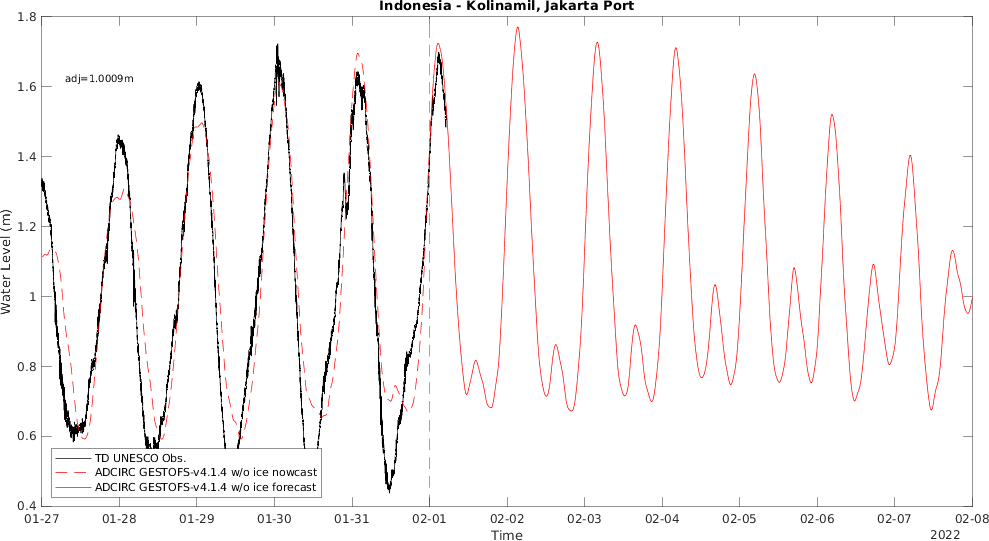 Indonesia - Kolinamil, Jakarta Port
1.8
1.6
1.4
1.2
1
0.8
0.6
0.4
Water Level (m)
adj=1.0009m
TD UNESCO Obs.
ADCIRC GESTOFS-v4.1.4 w/o ice nowcast
ADCIRC GESTOFS-v4.1.4 w/o ice forecast
01-27 01-28 01-29 01-30 01-31 02-01 02-02 02-03 02-04 02-05 02-06 02-07 02-08
Time
2022